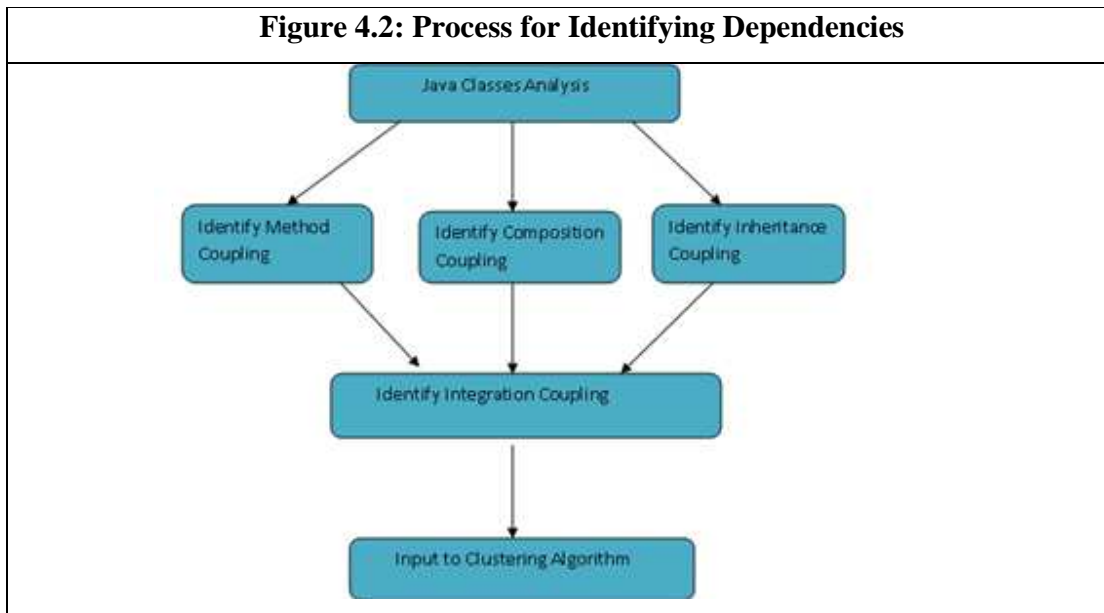 Figure 4.2: Process for Identifying Dependencies
Java Classes Analysis
Identify Method
Coupling
Identify Composition
Coupling
Identify Inheritance
Coupling
Identify Integration Coupling
Input to Clustering Algorithm